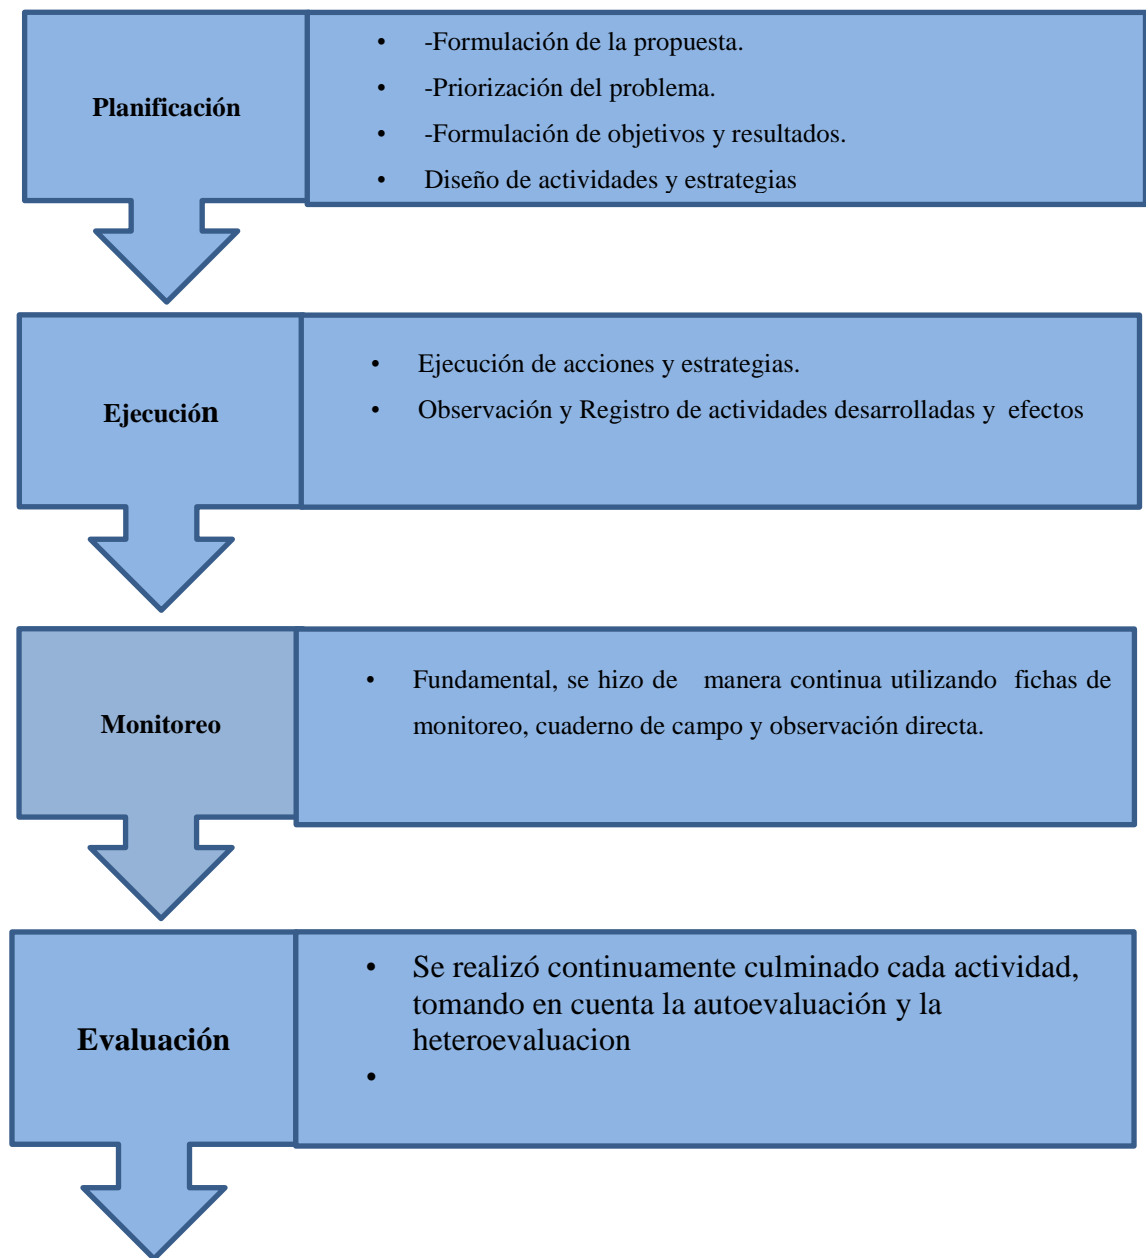 Planificación
• -Formulación de la propuesta.
• -Priorización del problema.
• -Formulación de objetivos y resultados.
• Diseño de actividades y estrategias
Ejecución
• Ejecución de acciones y estrategias.
• Observación y Registro de actividades desarrolladas y efectos
Monitoreo
• Fundamental, se hizo de manera continua utilizando fichas de
monitoreo, cuaderno de campo y observación directa.
Evaluación
• Se realizó continuamente culminado cada actividad,
tomando en cuenta la autoevaluación y la
heteroevaluacion
•